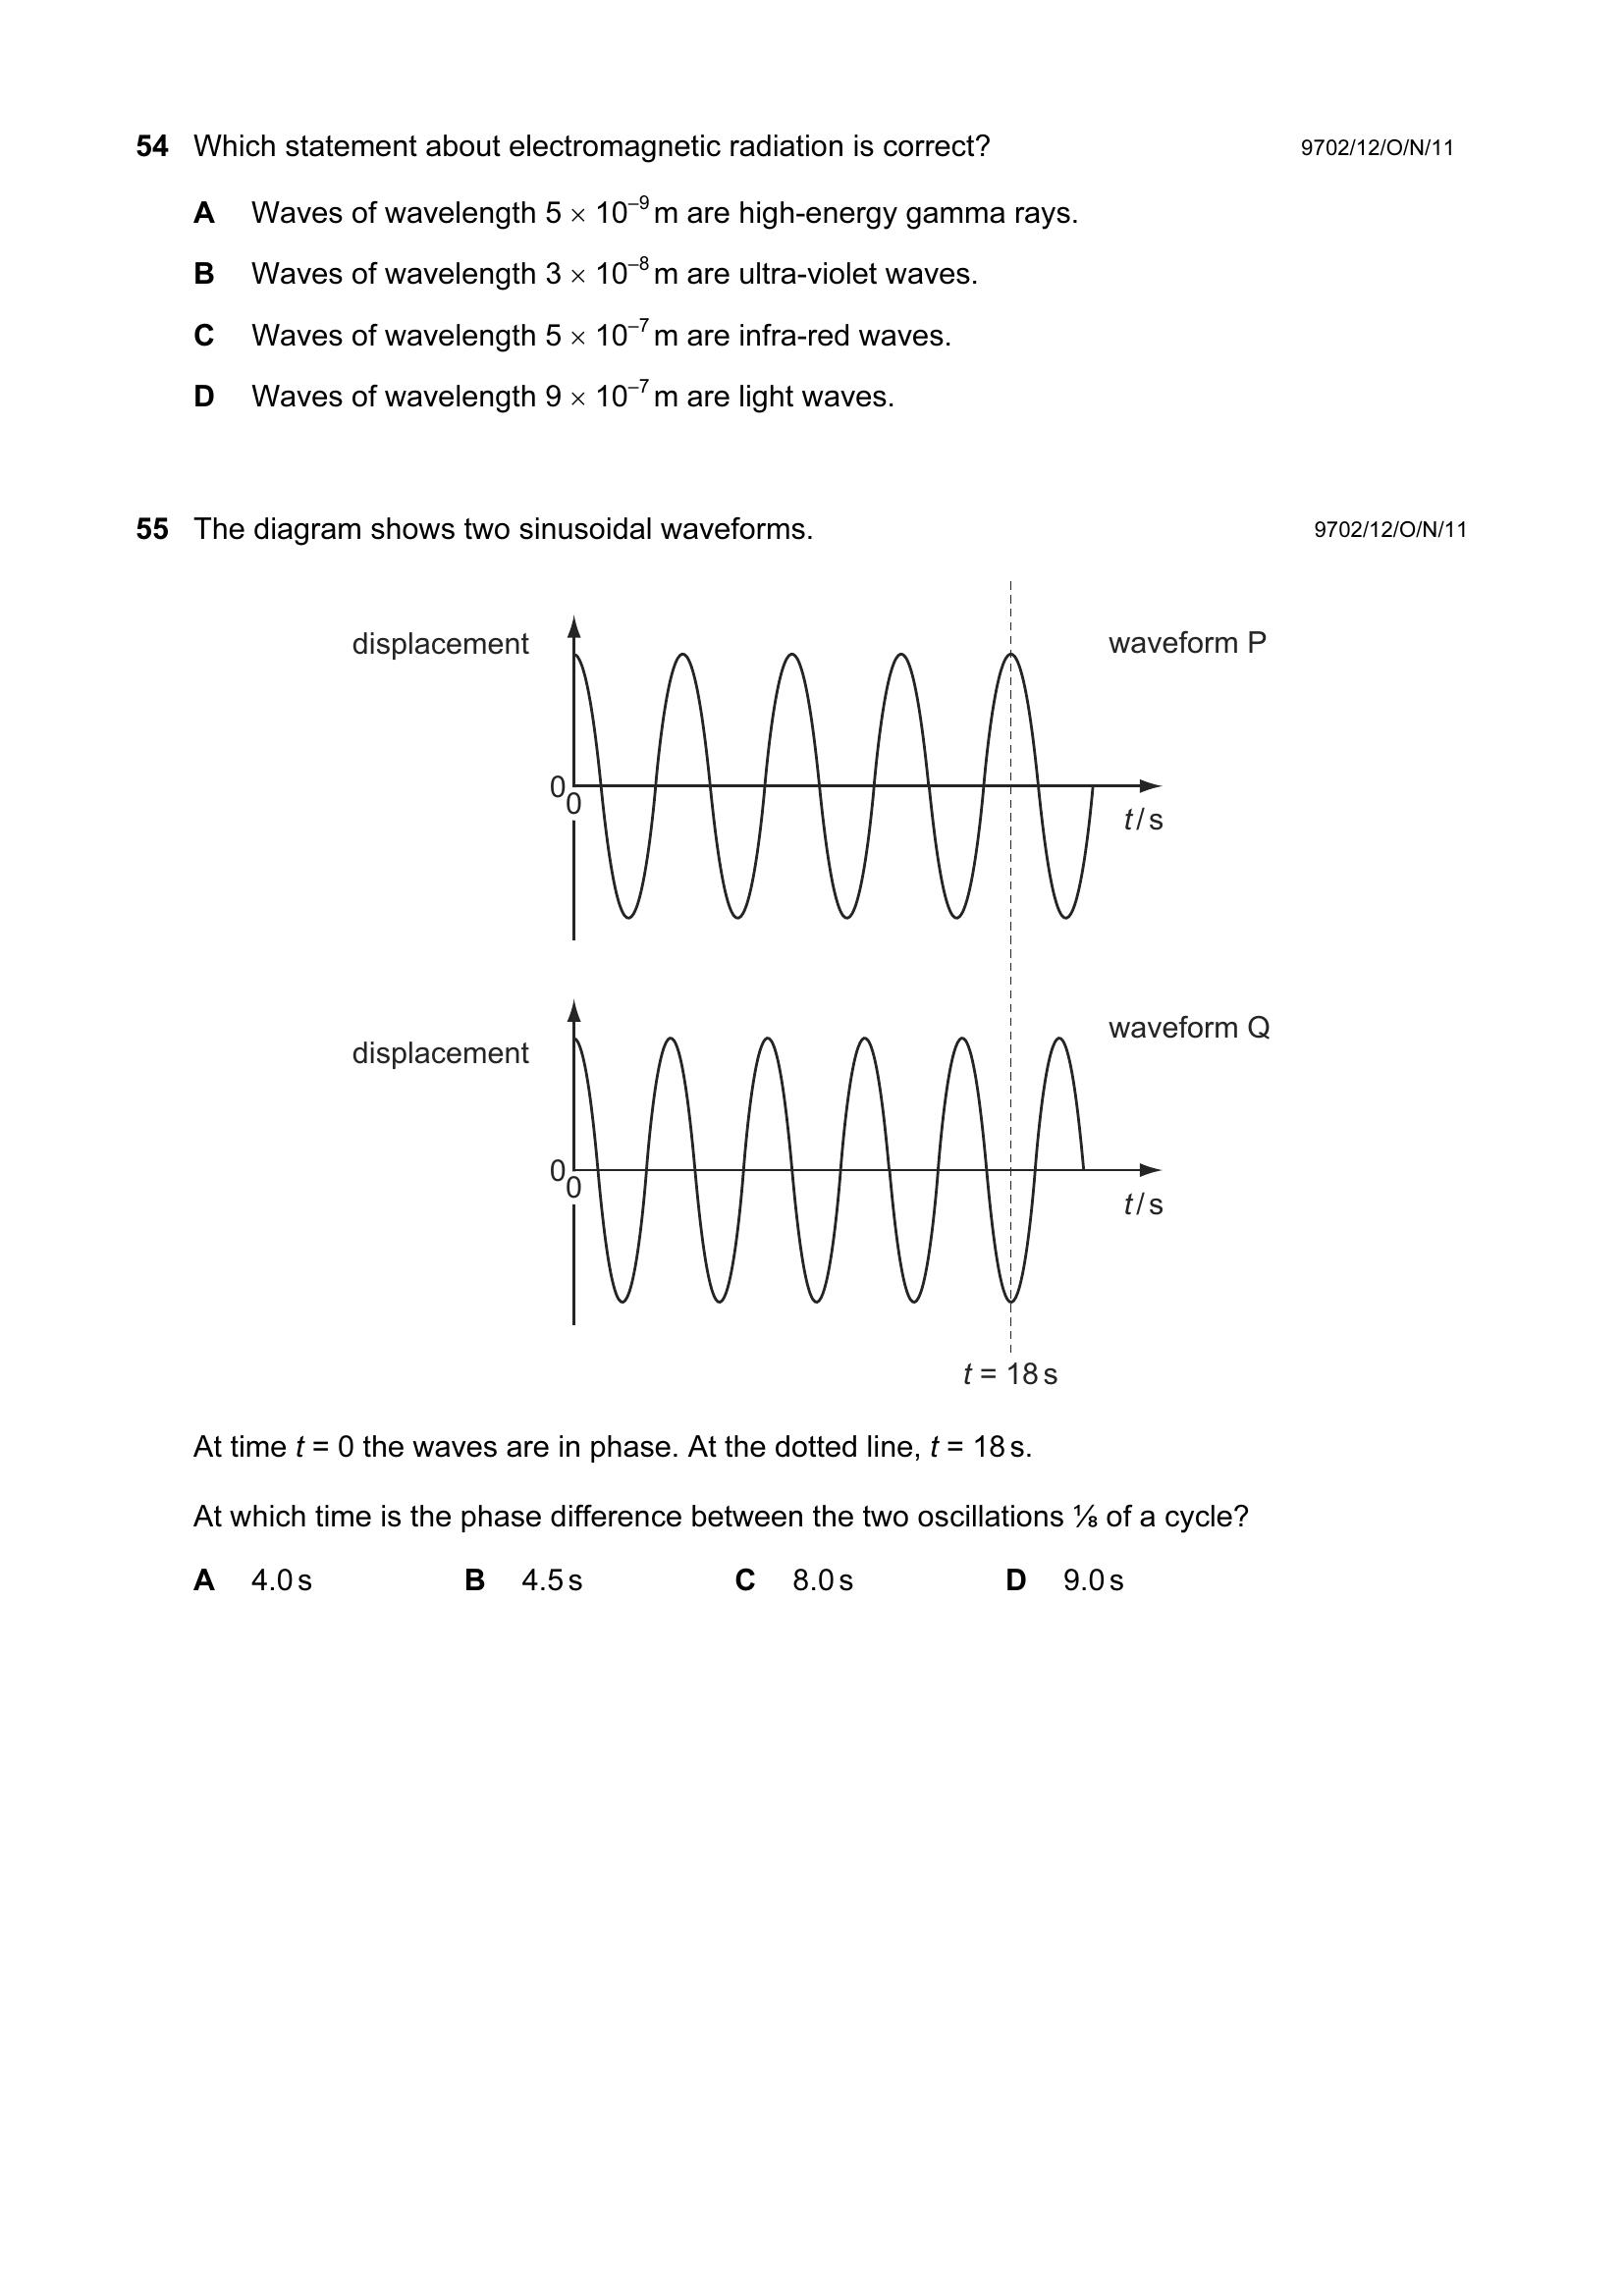 54 Which statement about electromagnetic radiation is correct? 9702/12/O/N/11
A Waves of wavelength 5 × 10⁻⁹ m are high-energy gamma rays.
B Waves of wavelength 3 × 10⁻⁸ m are ultra-violet waves.
C Waves of wavelength 5 × 10⁻⁷ m are infra-red waves.
D Waves of wavelength 9 × 10⁻⁷ m are light waves.
55 The diagram shows two sinusoidal waveforms. 9702/12/O/N/11
displacement
waveform P
0
0
t / s
displacement
waveform Q
0
0
t / s
t = 18 s
At time t = 0 the waves are in phase. At the dotted line, t = 18 s.
At which time is the phase difference between the two oscillations ⅛ of a cycle?
A 4.0 s B 4.5 s C 8.0 s D 9.0 s